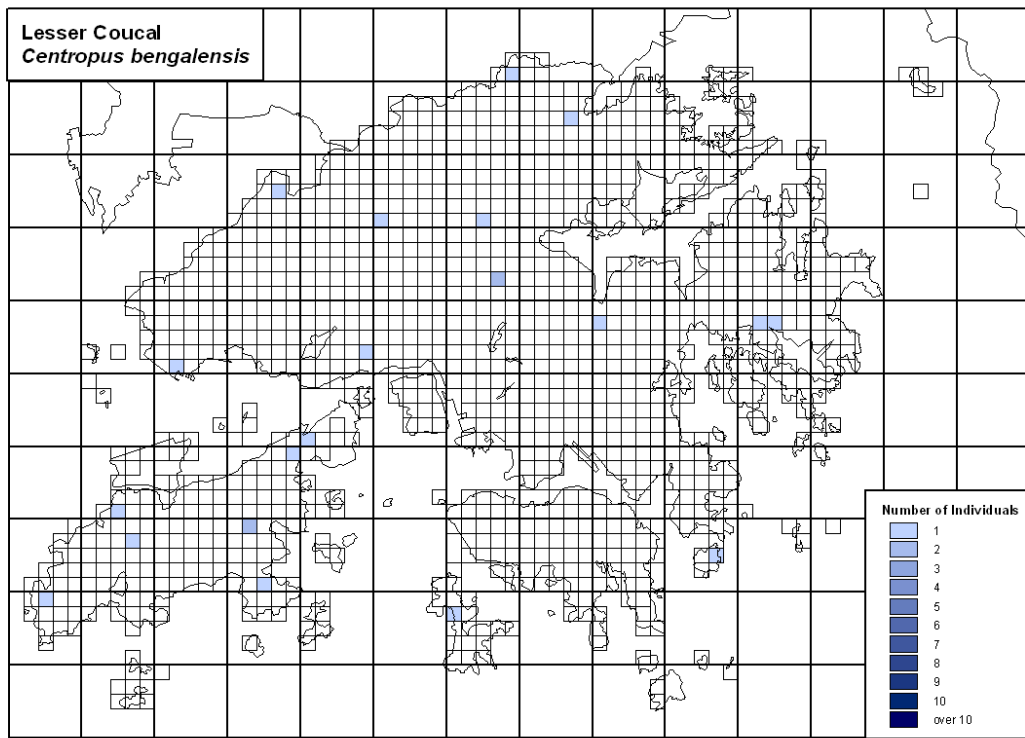 Lesser Coucal
Centropus bengalensis
Number of Individuals
1
2
3
4
5
6
7
8
9
10
over 10